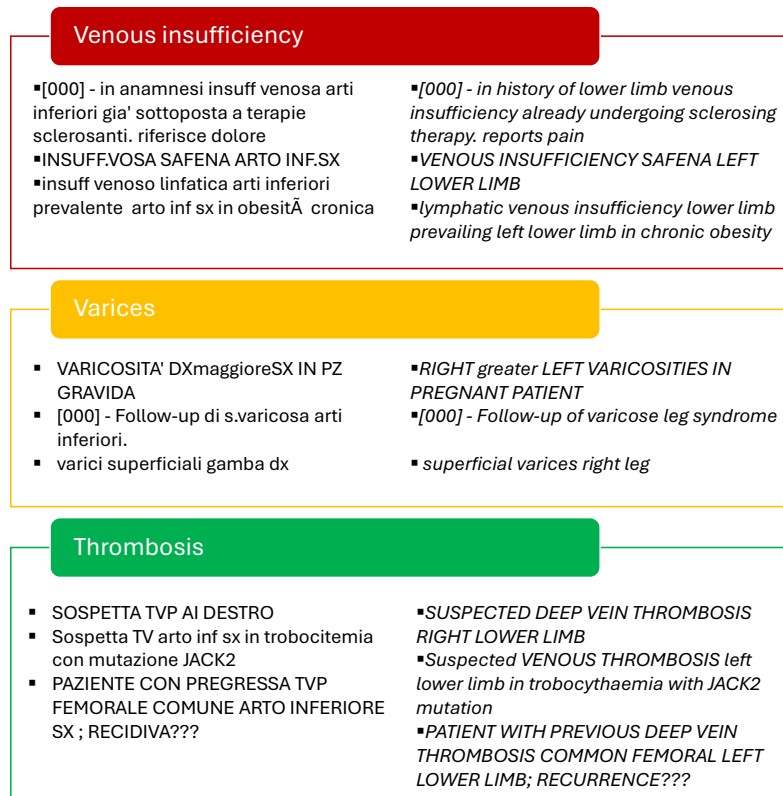 Venous insufficiency
▪[000] - in anamnesi insuff venosa arti
inferiori gia' sottoposta a terapie
sclerosanti. riferisce dolore
▪INSUFF.VOSA SAFENA ARTO INF.SX
▪insuff venoso linfatica arti inferiori
prevalente arto inf sx in obesitÃ cronica
▪[000] - in history of lower limb venous
insufficiency already undergoing sclerosing
therapy. reports pain
▪VENOUS INSUFFICIENCY SAFENA LEFT
LOWER LIMB
▪lymphatic venous insufficiency lower limb
prevailing left lower limb in chronic obesity
Varices
▪ VARICOSITA' DXmaggioreSX IN PZ
GRAVIDA
▪ [000] - Follow-up di s.varicosa arti
inferiori.
▪ varici superficiali gamba dx
▪RIGHT greater LEFT VARICOSITIES IN
PREGNANT PATIENT
▪[000] - Follow-up of varicose leg syndrome
▪ superficial varices right leg
Thrombosis
▪ SOSPETTA TVP AI DESTRO
▪ Sospetta TV arto inf sx in trobocitemia
con mutazione JACK2
▪ PAZIENTE CON PREGRESSA TVP
FEMORALE COMUNE ARTO INFERIORE
SX ; RECIDIVA???
▪SUSPECTED DEEP VEIN THROMBOSIS
RIGHT LOWER LIMB
▪Suspected VENOUS THROMBOSIS left
lower limb in trobocythaemia with JACK2
mutation
▪PATIENT WITH PREVIOUS DEEP VEIN
THROMBOSIS COMMON FEMORAL LEFT
LOWER LIMB; RECURRENCE???